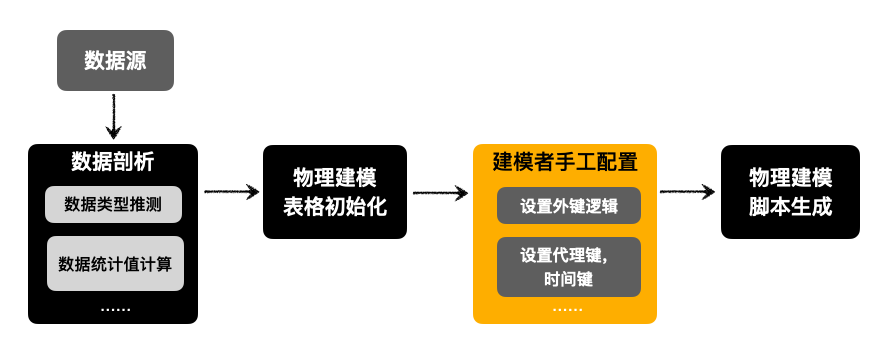 数据源
数据剖析
数据类型推测
数据统计值计算
······
物理建模
表格初始化
建模者手工配置
设置外键逻辑
设置代理键，
时间键
······
物理建模
脚本生成